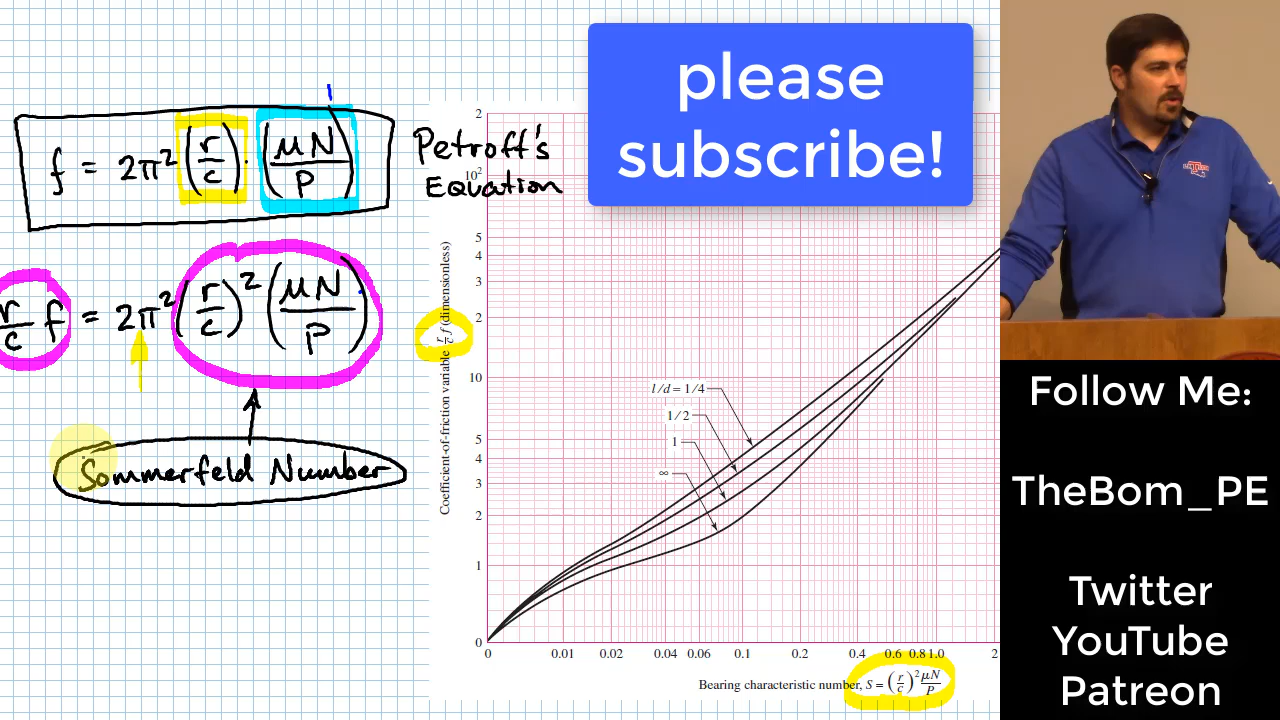 please
subscribe!
f = 2π² (r/c) · (μN/P)
Petroff's
Equation
r/c f = 2π² (r/c)² (μN/P)
Sommerfeld Number
Coefficient-of-friction variable r/c f (dimensionless)
2
10²
5
4
3
2
10
5
4
3
2
1
0
l/d = 1/4
1/2
1
∞
0 0.01 0.02 0.04 0.06 0.1 0.2 0.4 0.6 0.8 1.0 2
Bearing characteristic number, S = (r/c)² μN/P
Follow Me:
TheBom_PE
Twitter
YouTube
Patreon